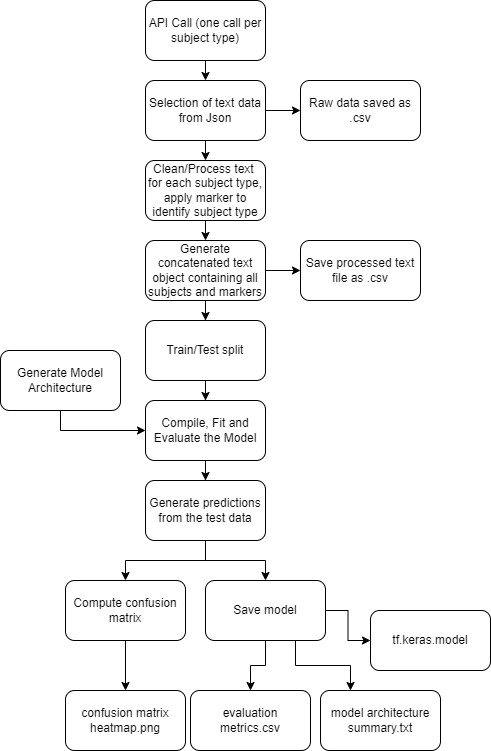 API Call (one call per
subject type)
Selection of text data
from Json
Raw data saved as
.csv
Clean/Process text
for each subject type,
apply marker to
identify subject type
Generate
concatenated text
object containing all
subjects and markers
Save processed text
file as .csv
Train/Test split
Generate Model
Architecture
Compile, Fit and
Evaluate the Model
Generate predictions
from the test data
Compute confusion
matrix
Save model
tf.keras.model
confusion matrix
heatmap.png
evaluation
metrics.csv
model architecture
summary.txt